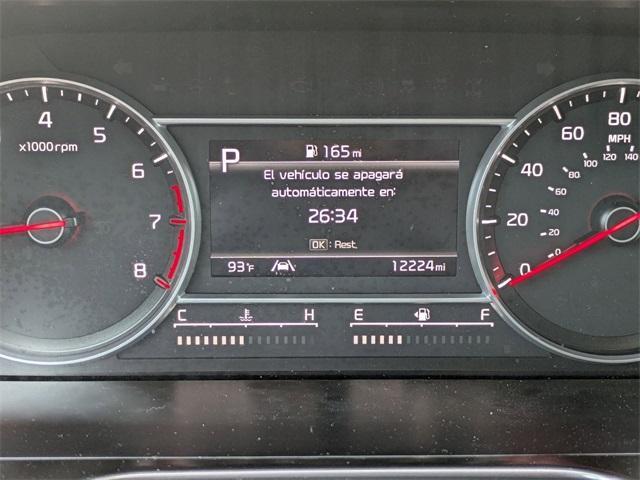 4
5
x1000rpm
6
7
8
P
165 mi
El vehículo se apagará
automáticamente en:
26:34
OK : Rest.
93°F
12224 mi
C H
E F
80
60
MPH
100 120 140
80
40
60
40
20
20
0
0